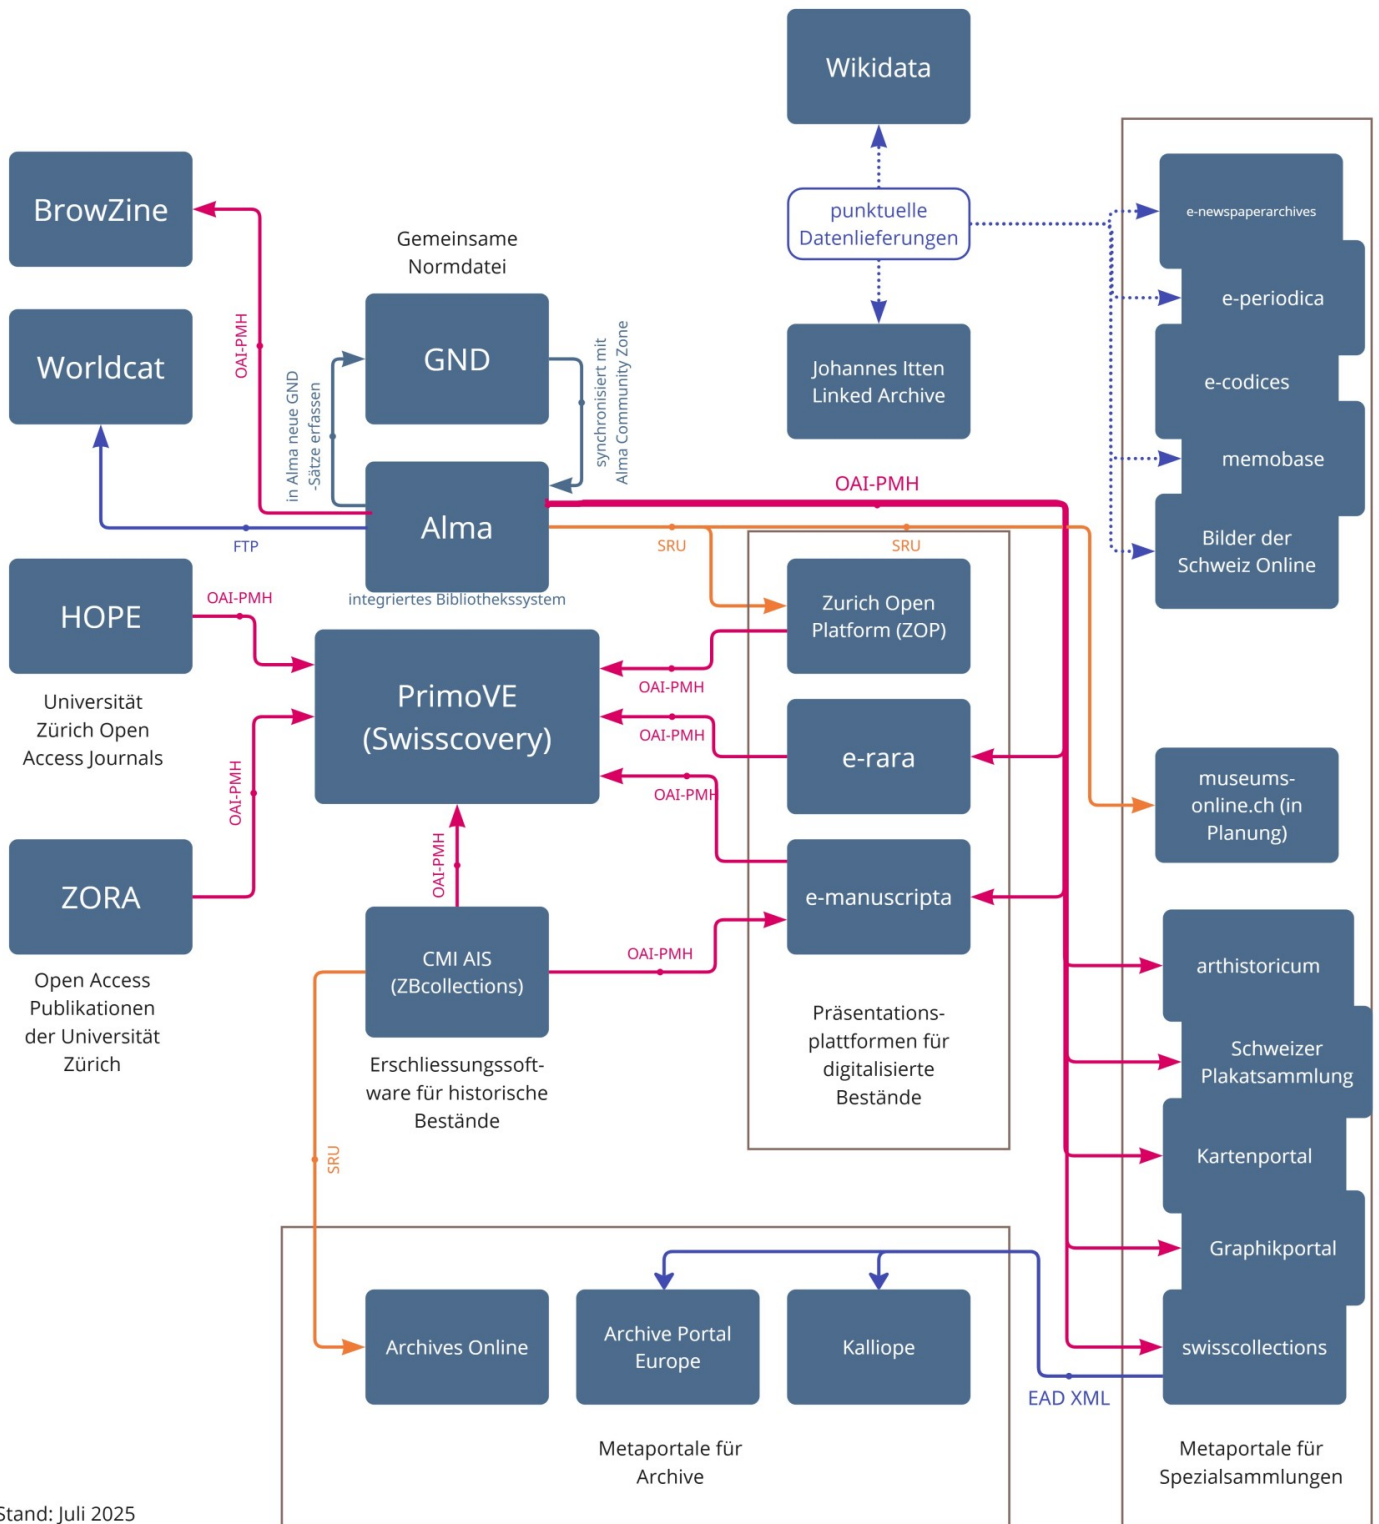 Wikidata
BrowZine
punktuelle
Datenlieferungen
e-newspaperarchives
Gemeinsame
Normdatei
e-periodica
OAI-PMH
Worldcat
GND
in Alma neue GND
-Sätze erfassen
synchronisiert mit
Alma Community Zone
Johannes Itten
Linked Archive
e-codices
memobase
OAI-PMH
Alma
FTP
SRU
SRU
Bilder der
Schweiz Online
integriertes Bibliothekssystem
HOPE
OAI-PMH
Zurich Open
Platform (ZOP)
Universität
Zürich Open
Access Journals
PrimoVE
(Swisscovery)
OAI-PMH
OAI-PMH
OAI-PMH
e-rara
museums-
online.ch (in
Planung)
OAI-PMH
OAI-PMH
ZORA
e-manuscripta
Open Access
Publikationen
der Universität
Zürich
CMI AIS
(ZBcollections)
OAI-PMH
arthistoricum
Erschliessungssoft-
ware für historische
Bestände
Präsentations-
plattformen für
digitalisierte
Bestände
Schweizer
Plakatsammlung
SRU
Kartenportal
Graphikportal
Archives Online
Archive Portal
Europe
Kalliope
swisscollections
EAD XML
Metaportale für
Archive
Metaportale für
Spezialsammlungen
Stand: Juli 2025